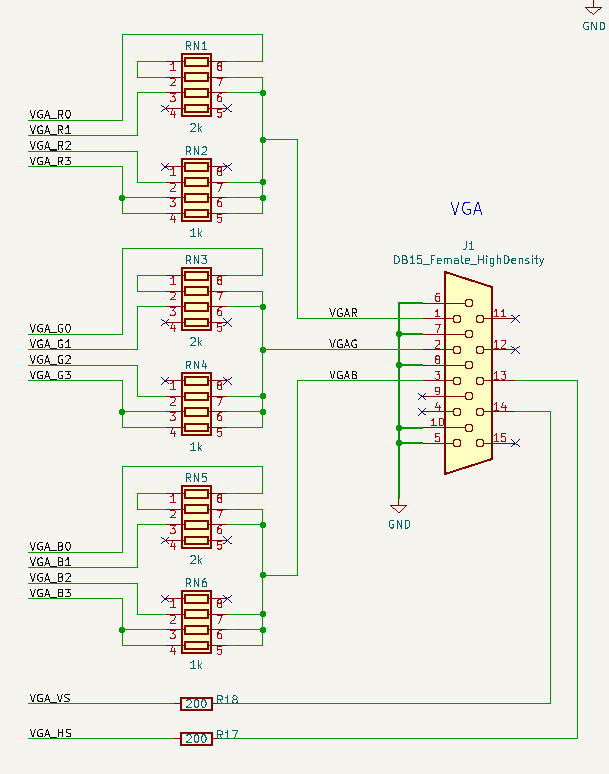 GND
RN1
1 8
2 7
3 6
4 5
2k
VGA_R0
VGA_R1
VGA_R2
VGA_R3
RN2
1 8
2 7
3 6
4 5
1k
VGA
J1
DB15_Female_HighDensity
RN3
1 8
2 7
3 6
4 5
2k
VGA_G0
VGA_G1
VGA_G2
VGA_G3
RN4
1 8
2 7
3 6
4 5
1k
VGAR
VGAG
VGAB
6
1 11
7
2 12
8
3 13
9
4 14
10
5 15
GND
RN5
1 8
2 7
3 6
4 5
2k
VGA_B0
VGA_B1
VGA_B2
VGA_B3
RN6
1 8
2 7
3 6
4 5
1k
VGA_VS 200 R18
VGA_HS 200 R17